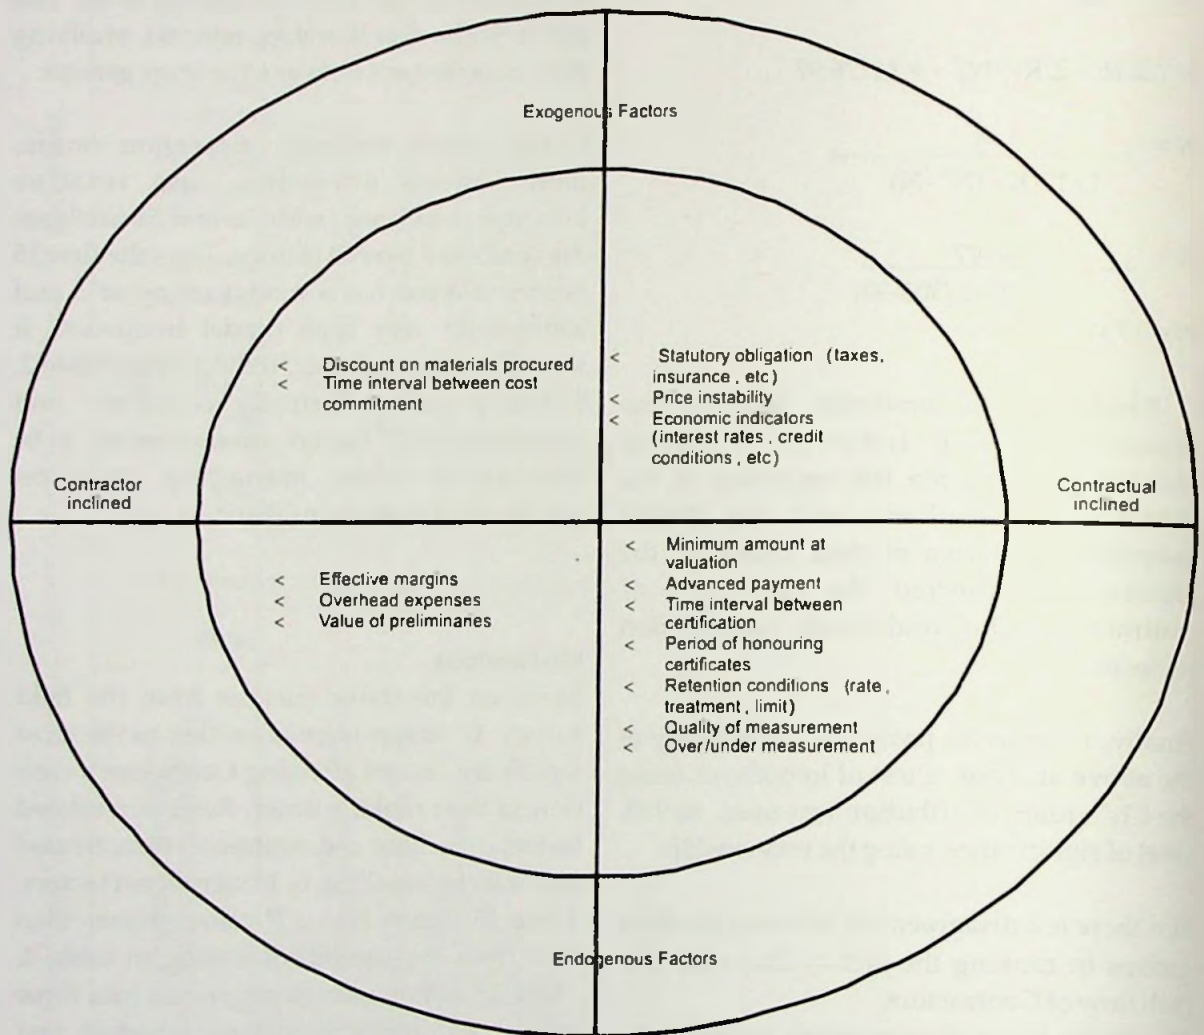 Exogenous Factors
< Discount on materials procured
< Time interval between cost
commitment
< Statutory obligation (taxes,
insurance, etc)
< Price instability
< Economic indicators
(interest rates, credit
conditions, etc)
Contractor
inclined
Contractual
inclined
< Effective margins
< Overhead expenses
< Value of preliminaries
< Minimum amount at
valuation
< Advanced payment
< Time interval between
certification
< Period of honouring
certificates
< Retention conditions (rate,
treatment, limit)
< Quality of measurement
< Over/under measurement
Endogenous Factors